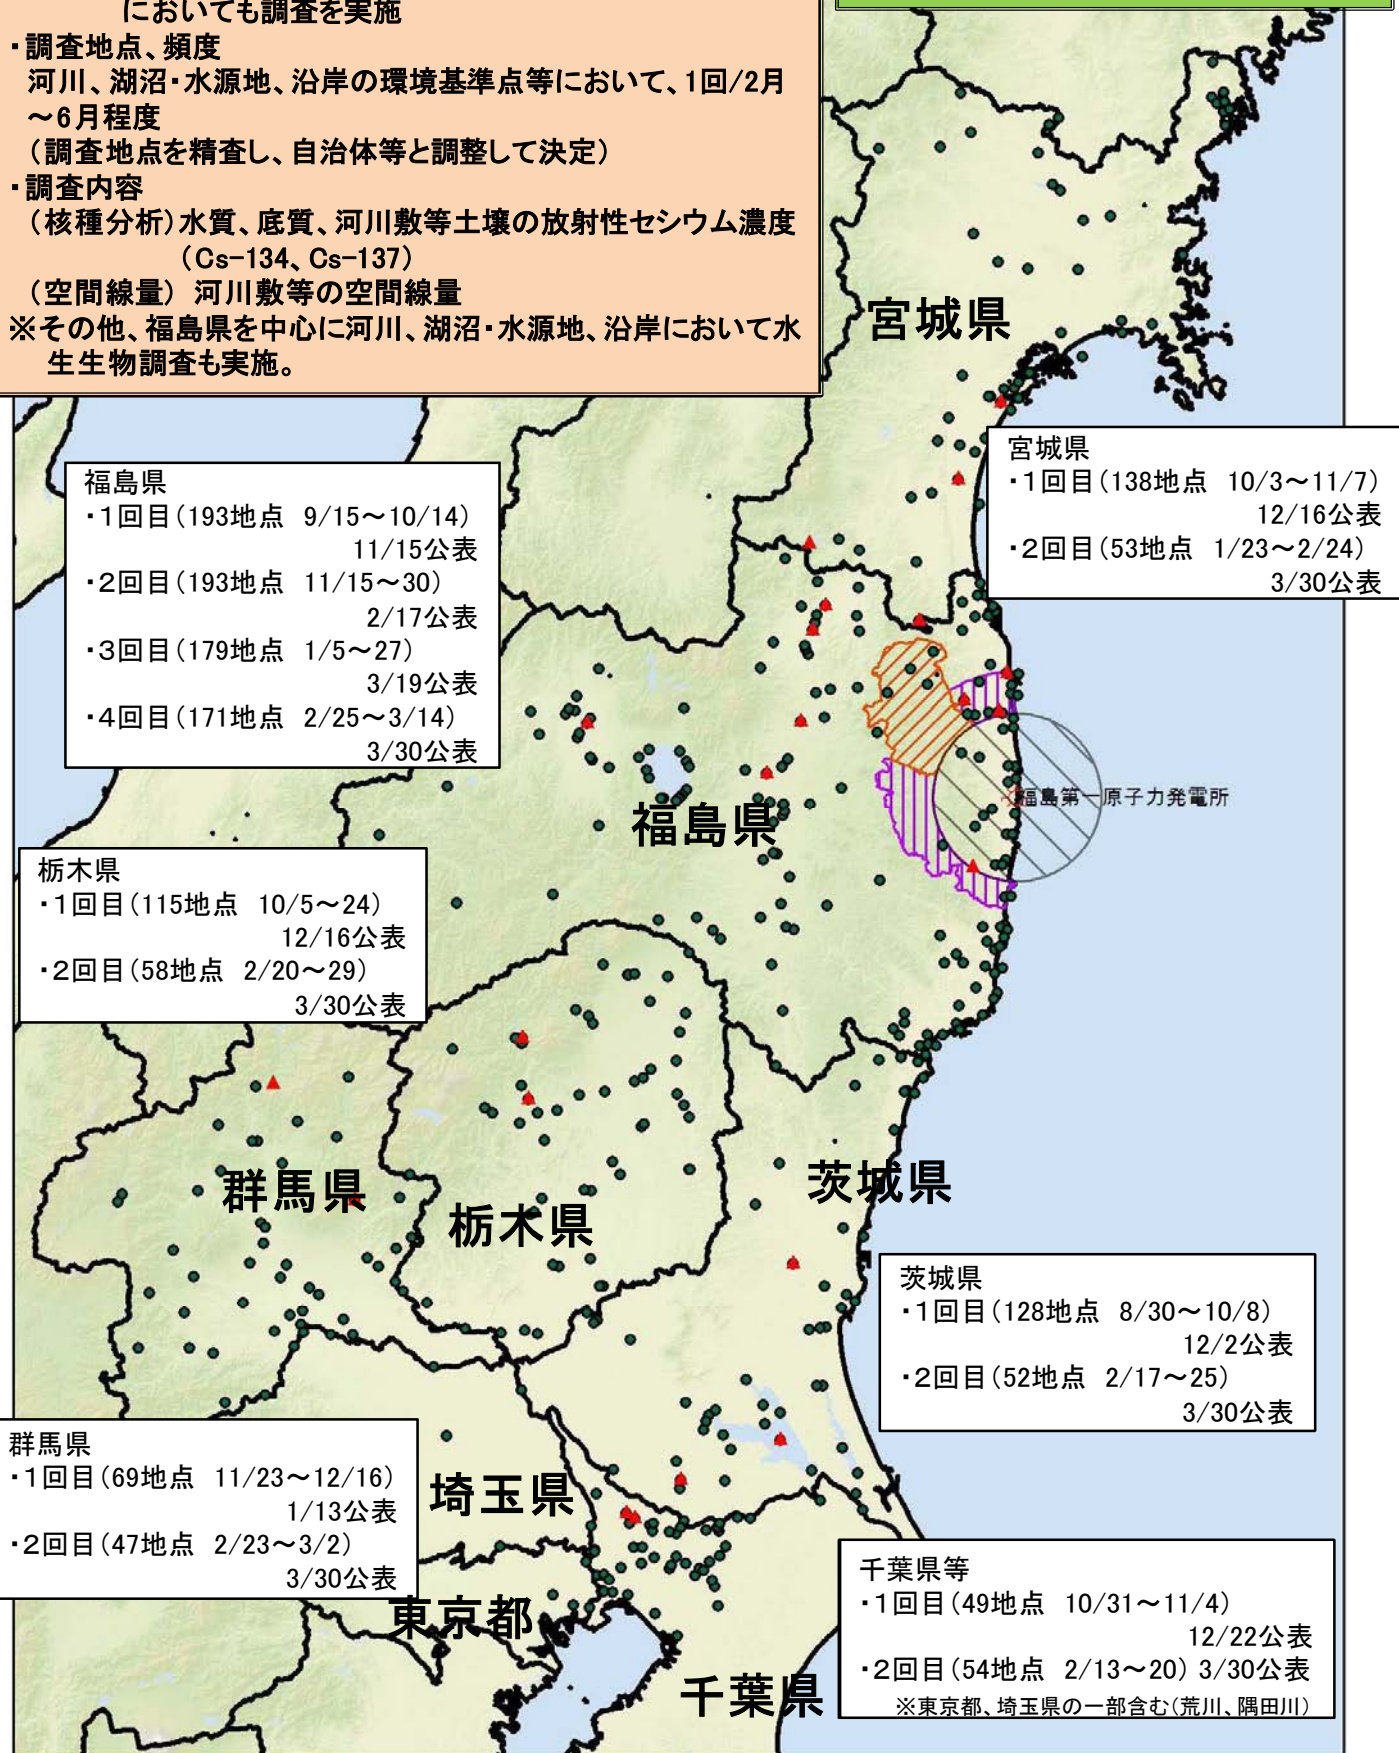 においても調査を実施
・調査地点、頻度
河川、湖沼・水源地、沿岸の環境基準点等において、1回/2月
～6月程度
（調査地点を精査し、自治体等と調整して決定）
・調査内容
（核種分析）水質、底質、河川敷等土壌の放射性セシウム濃度
（Cs-134、Cs-137）
（空間線量） 河川敷等の空間線量
※その他、福島県を中心に河川、湖沼・水源地、沿岸において水
生生物調査も実施。
宮城県
宮城県
・1回目（138地点　10/3～11/7）
12/16公表
・2回目（53地点　1/23～2/24）
3/30公表
福島県
・1回目（193地点　9/15～10/14）
11/15公表
・2回目（193地点　11/15～30）
2/17公表
・3回目（179地点　1/5～27）
3/19公表
・4回目（171地点　2/25～3/14）
3/30公表
福島第一原子力発電所
福島県
栃木県
・1回目（115地点　10/5～24）
12/16公表
・2回目（58地点　2/20～29）
3/30公表
群馬県
栃木県
茨城県
茨城県
・1回目（128地点　8/30～10/8）
12/2公表
・2回目（52地点　2/17～25）
3/30公表
群馬県
・1回目（69地点　11/23～12/16）
1/13公表
・2回目（47地点　2/23～3/2）
3/30公表
埼玉県
東京都
千葉県
千葉県等
・1回目（49地点　10/31～11/4）
12/22公表
・2回目（54地点　2/13～20） 3/30公表
※東京都、埼玉県の一部含む（荒川、隅田川）